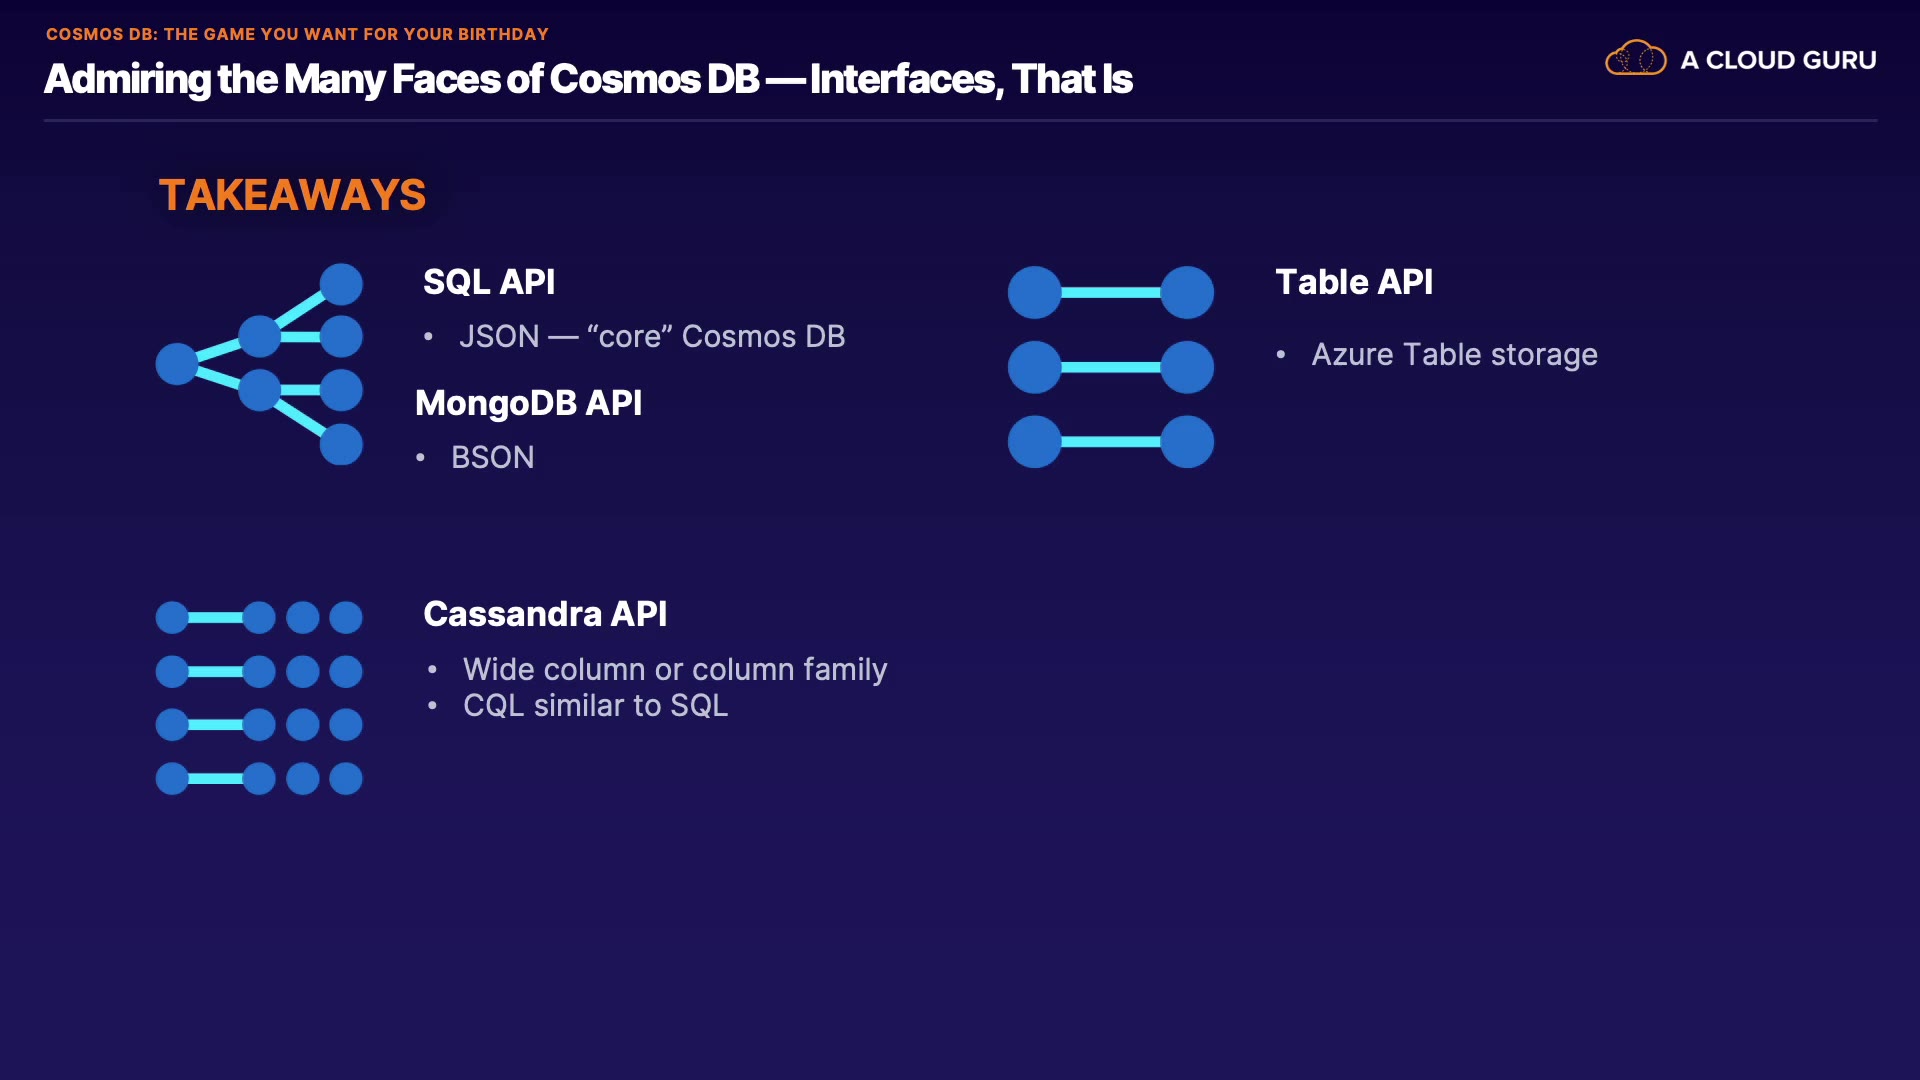 COSMOS DB: THE GAME YOU WANT FOR YOUR BIRTHDAY
Admiring the Many Faces of Cosmos DB — Interfaces, That Is
A CLOUD GURU
TAKEAWAYS
SQL API
• JSON — “core” Cosmos DB
MongoDB API
• BSON
Table API
• Azure Table storage
Cassandra API
• Wide column or column family
• CQL similar to SQL